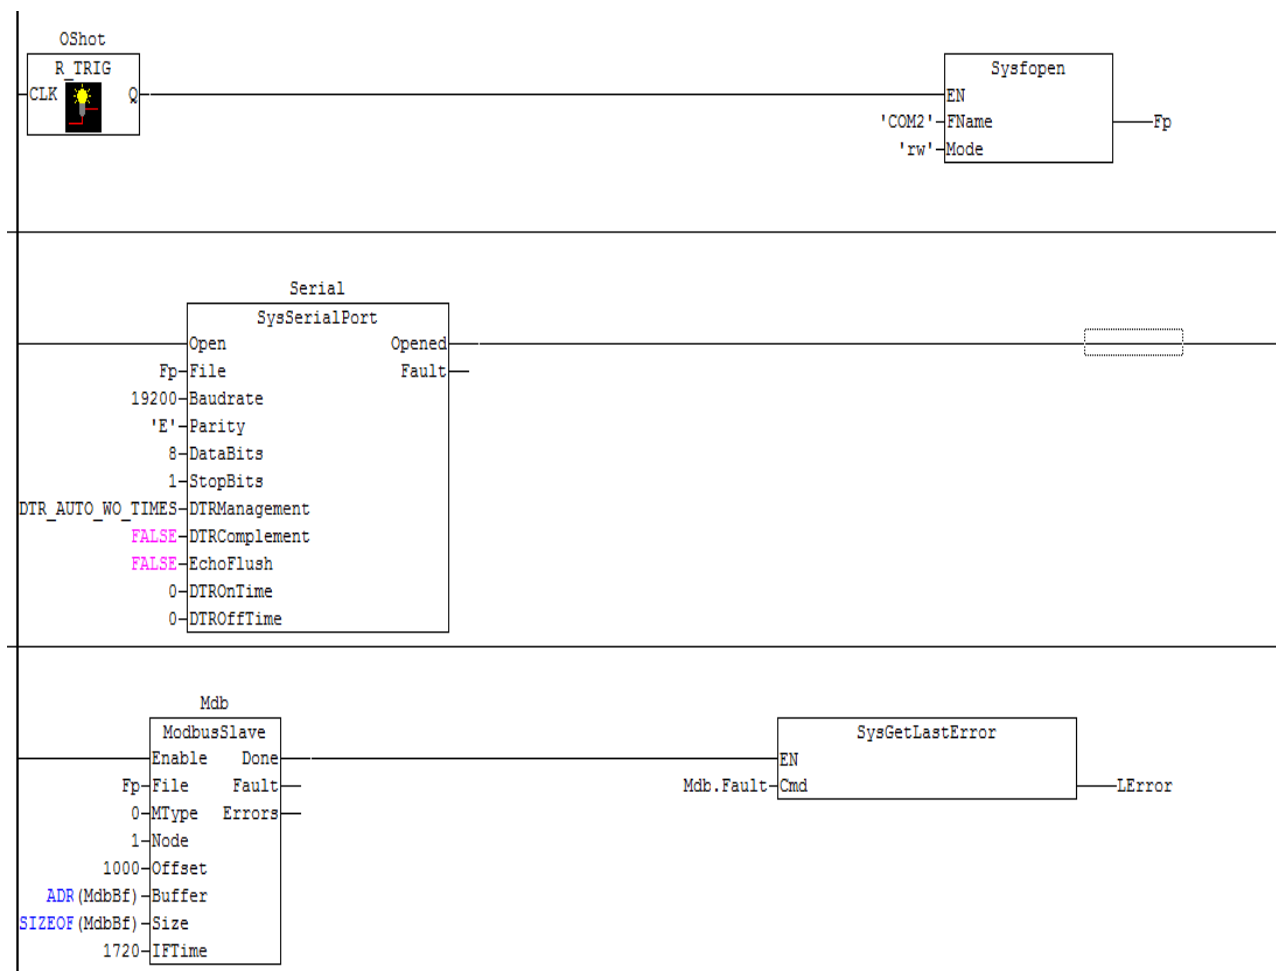 OShot
R_TRIG
CLK Q
Sysfopen
EN
'COM2' FName Fp
'rw' Mode
Serial
SysSerialPort
Open Opened
Fp File Fault
19200 Baudrate
'E' Parity
8 DataBits
1 StopBits
DTR_AUTO_WO_TIMES DTRManagement
FALSE DTRComplement
FALSE EchoFlush
0 DTROnTime
0 DTROffTime
Mdb
ModbusSlave
Enable Done
Fp File Fault
0 MType Errors
1 Node
1000 Offset
ADR(MdbBf) Buffer
SIZEOF(MdbBf) Size
1720 IFTime
SysGetLastError
EN
Mdb.Fault Cmd LError